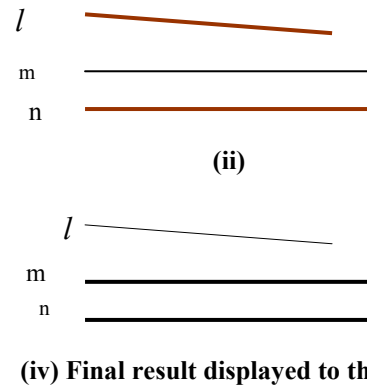 l
m
n
(ii)
l
m
n
(iv) Final result displayed to th